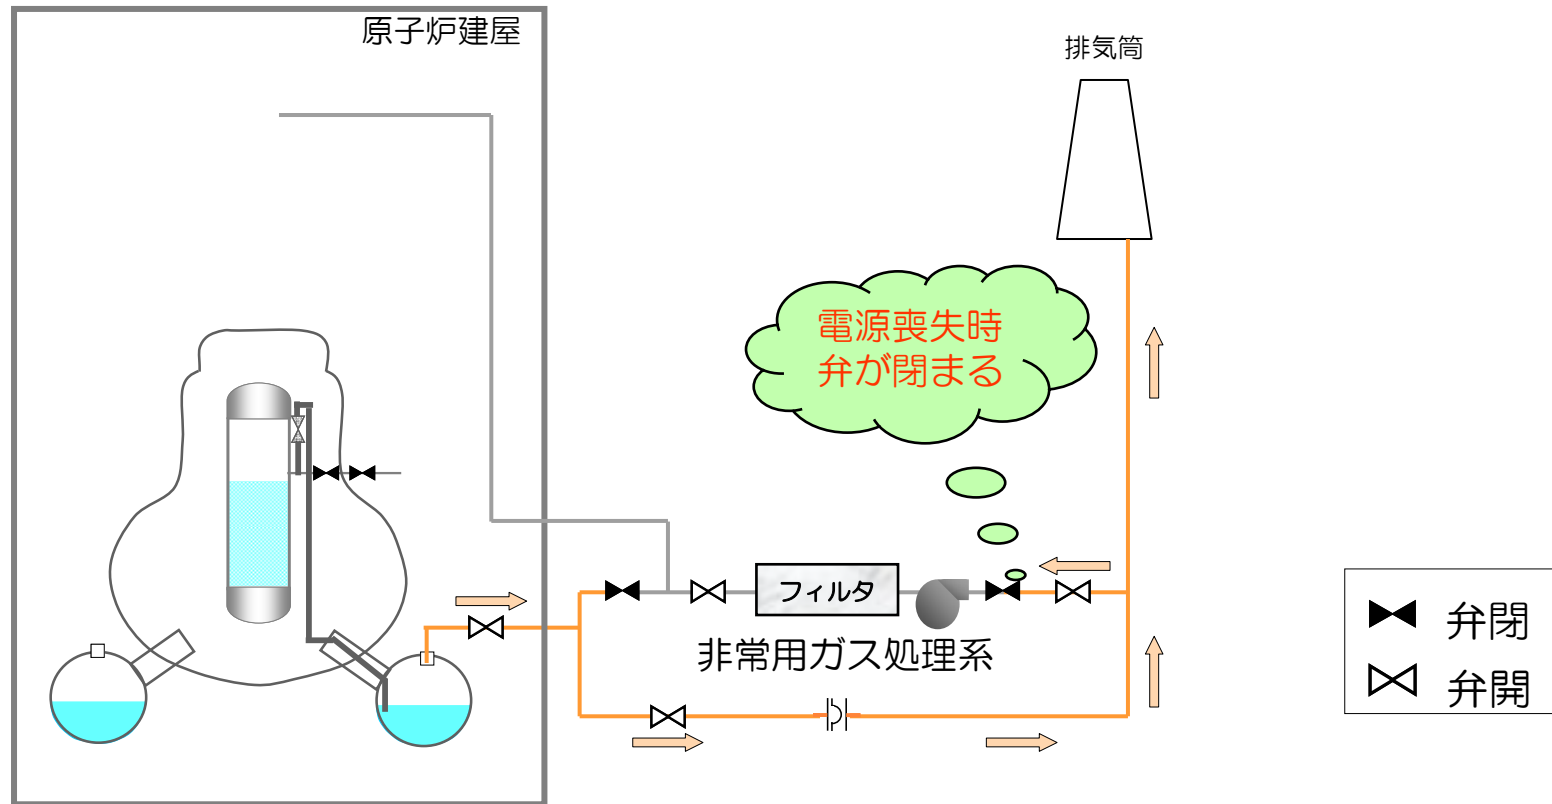 原子炉建屋
排気筒
電源喪失時
弁が閉まる
フィルタ
非常用ガス処理系
弁閉
弁開